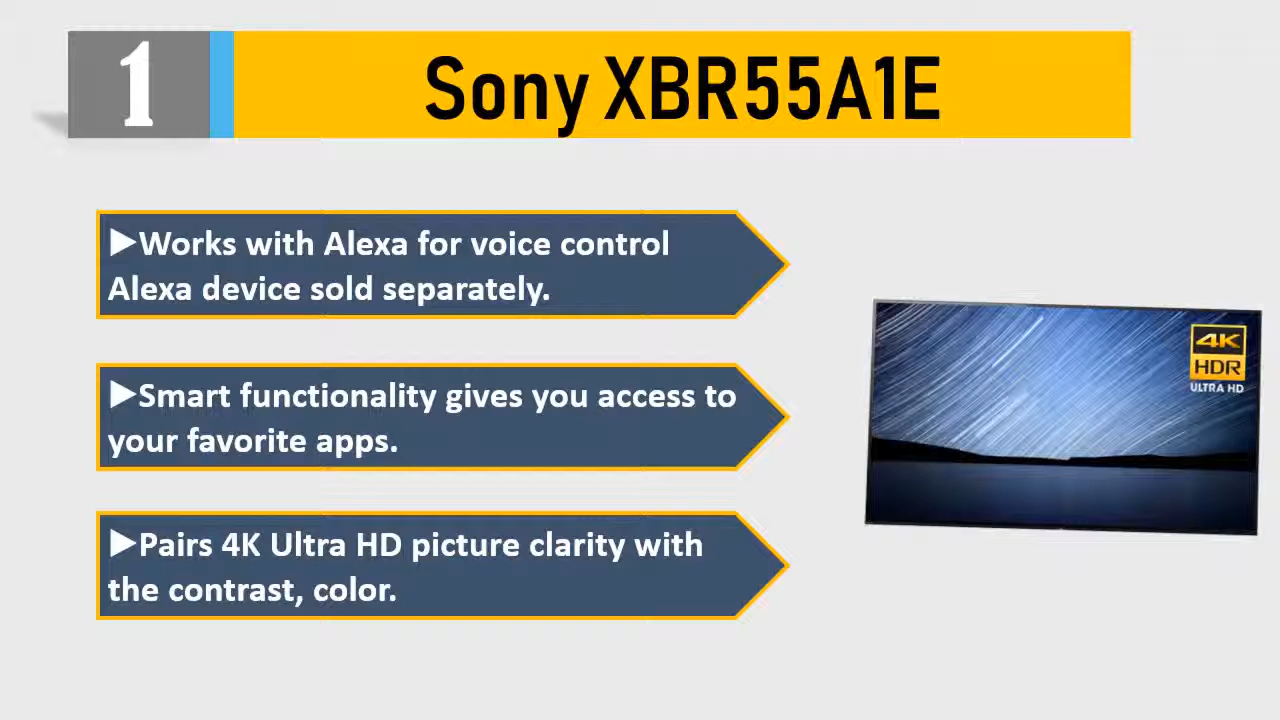 1
Sony XBR55A1E
▶Works with Alexa for voice control
Alexa device sold separately.
▶Smart functionality gives you access to
your favorite apps.
▶Pairs 4K Ultra HD picture clarity with
the contrast, color.
4K
HDR
ULTRA HD